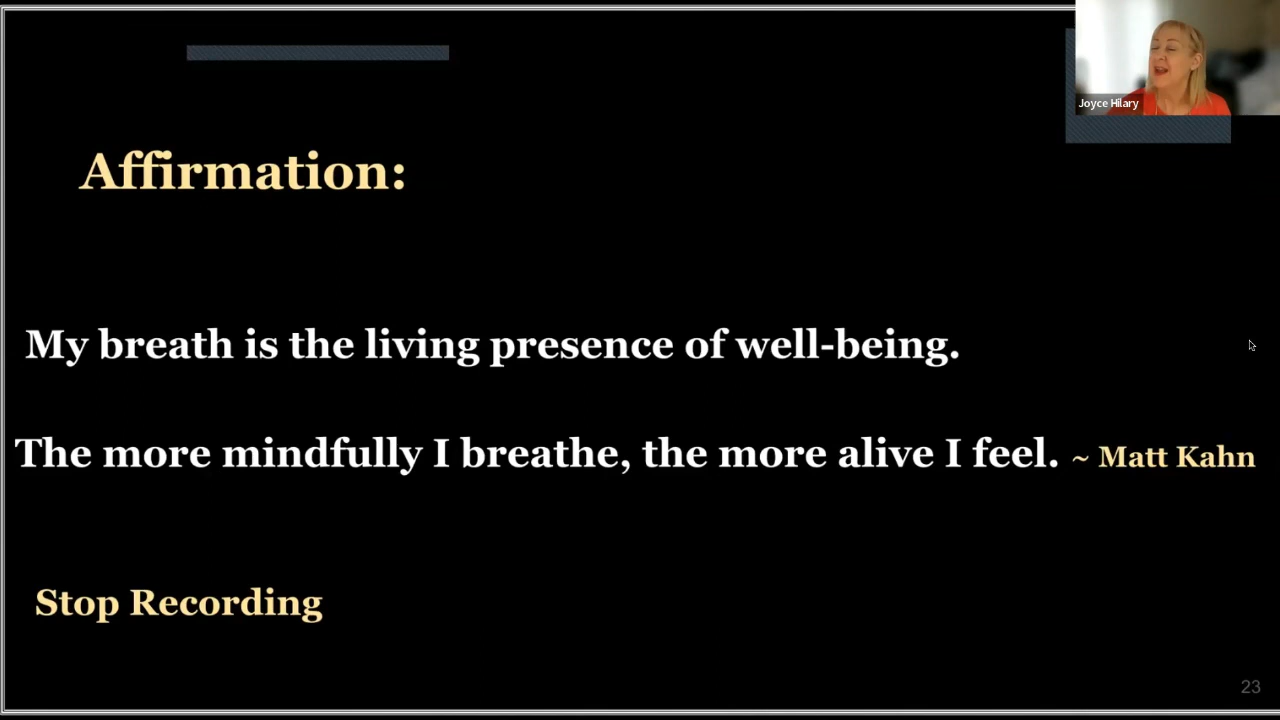 Joyce Hilary
Affirmation:
My breath is the living presence of well-being.
The more mindfully I breathe, the more alive I feel. ~ Matt Kahn
Stop Recording
23